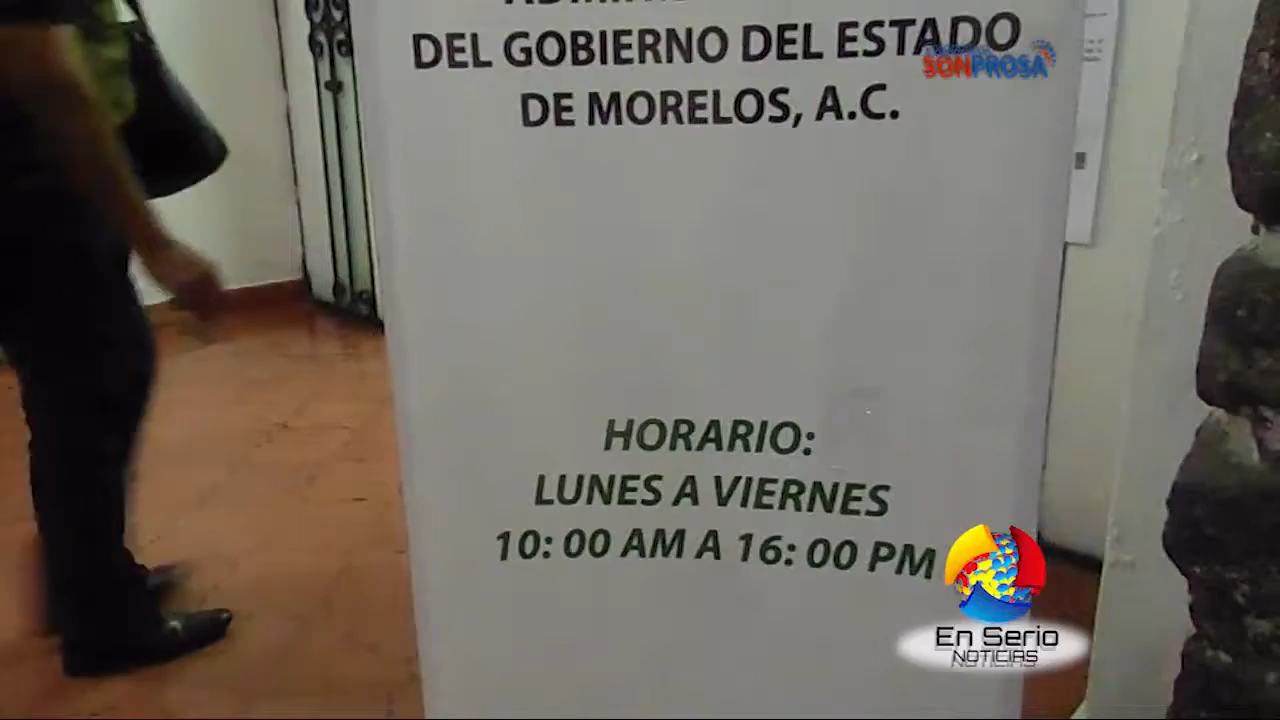 DEL GOBIERNO DEL ESTADO
SONPROSA
DE MORELOS, A.C.
HORARIO:
LUNES A VIERNES
10: 00 AM A 16: 00 PM
En Serio
NOTICIAS